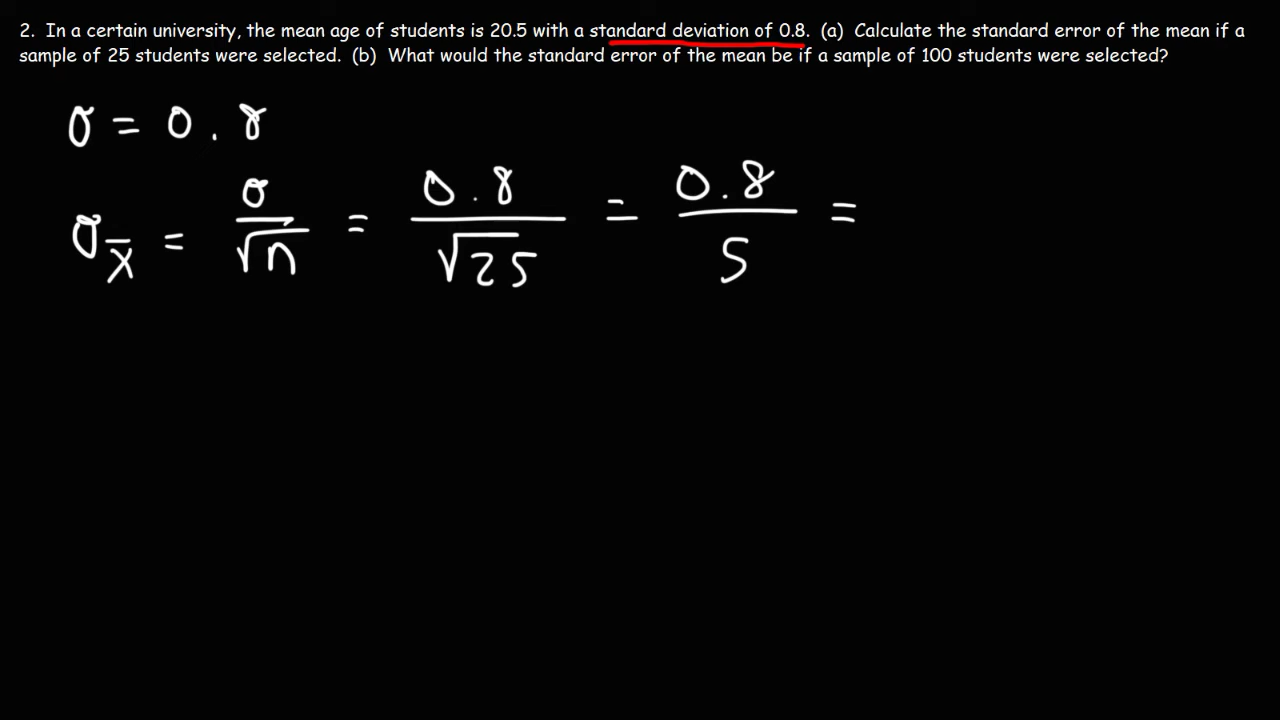 2. In a certain university, the mean age of students is 20.5 with a standard deviation of 0.8. (a) Calculate the standard error of the mean if a
sample of 25 students were selected. (b) What would the standard error of the mean be if a sample of 100 students were selected?
σ = 0.8
σx̄ = σ/√n = 0.8/√25 = 0.8/5 =